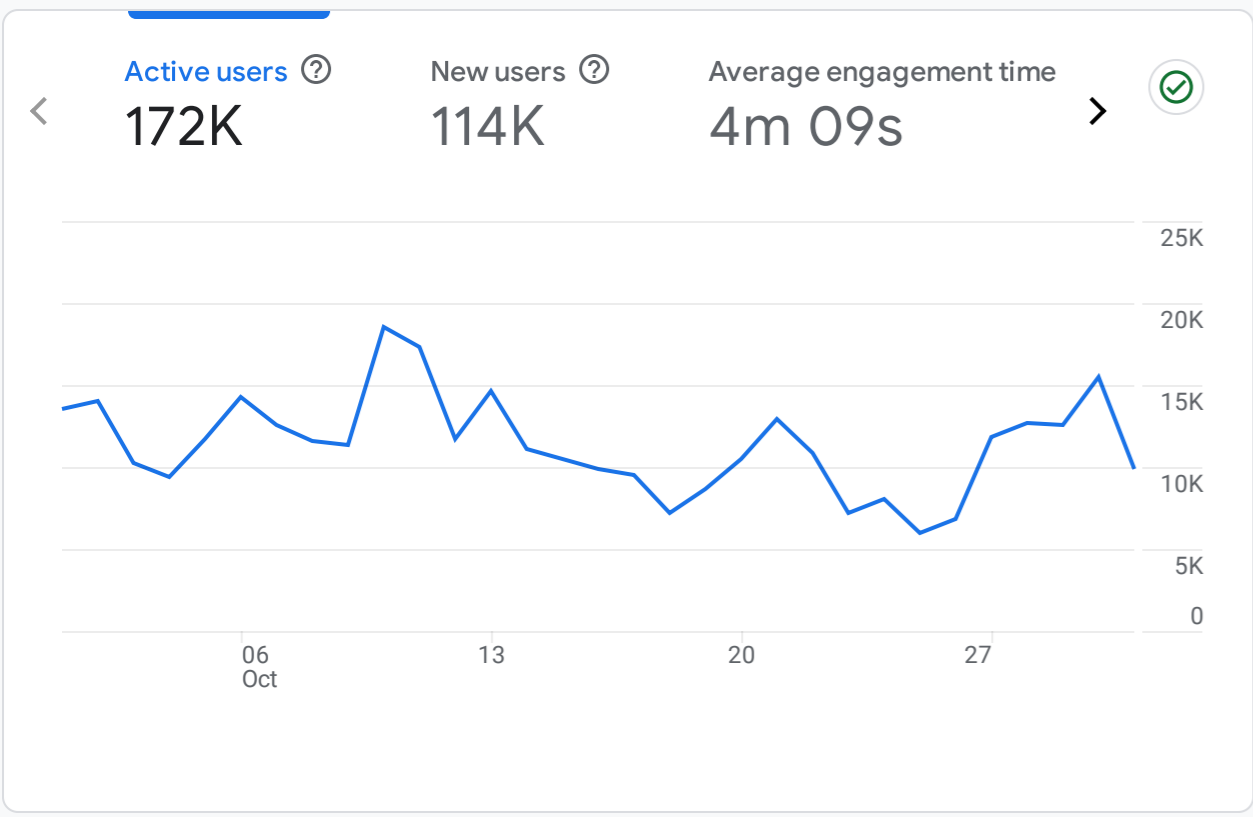 Active users
172K
New users
114K
Average engagement time
4m 09s
25K
20K
15K
10K
5K
0
06
Oct
13
20
27